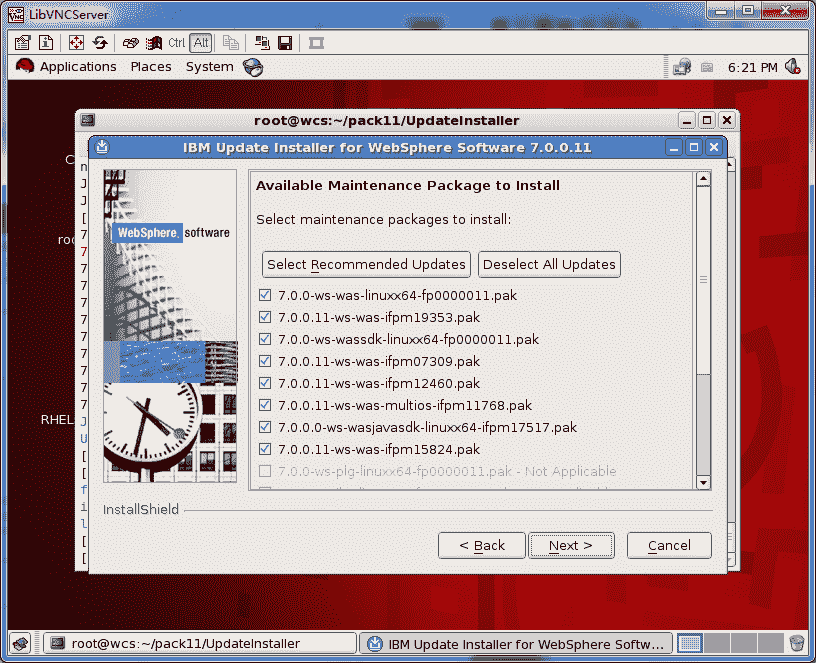 LibVNCServer
Ctrl Alt
Applications Places System 6:21 PM
root@wcs:~/pack11/UpdateInstaller
IBM Update Installer for WebSphere Software 7.0.0.11
WebSphere. software
Available Maintenance Package to Install
Select maintenance packages to install:
Select Recommended Updates Deselect All Updates
7.0.0-ws-was-linuxx64-fp0000011.pak
7.0.0.11-ws-was-ifpm19353.pak
7.0.0-ws-wassdk-linuxx64-fp0000011.pak
7.0.0.11-ws-was-ifpm07309.pak
7.0.0.11-ws-was-ifpm12460.pak
7.0.0.11-ws-was-multios-ifpm11768.pak
7.0.0.0-ws-wasjavasdk-linuxx64-ifpm17517.pak
7.0.0.11-ws-was-ifpm15824.pak
7.0.0-ws-plg-linuxx64-fp0000011.pak - Not Applicable
RHEL
InstallShield
< Back Next > Cancel
root@wcs:~/pack11/UpdateInstaller IBM Update Installer for WebSphere Softw...